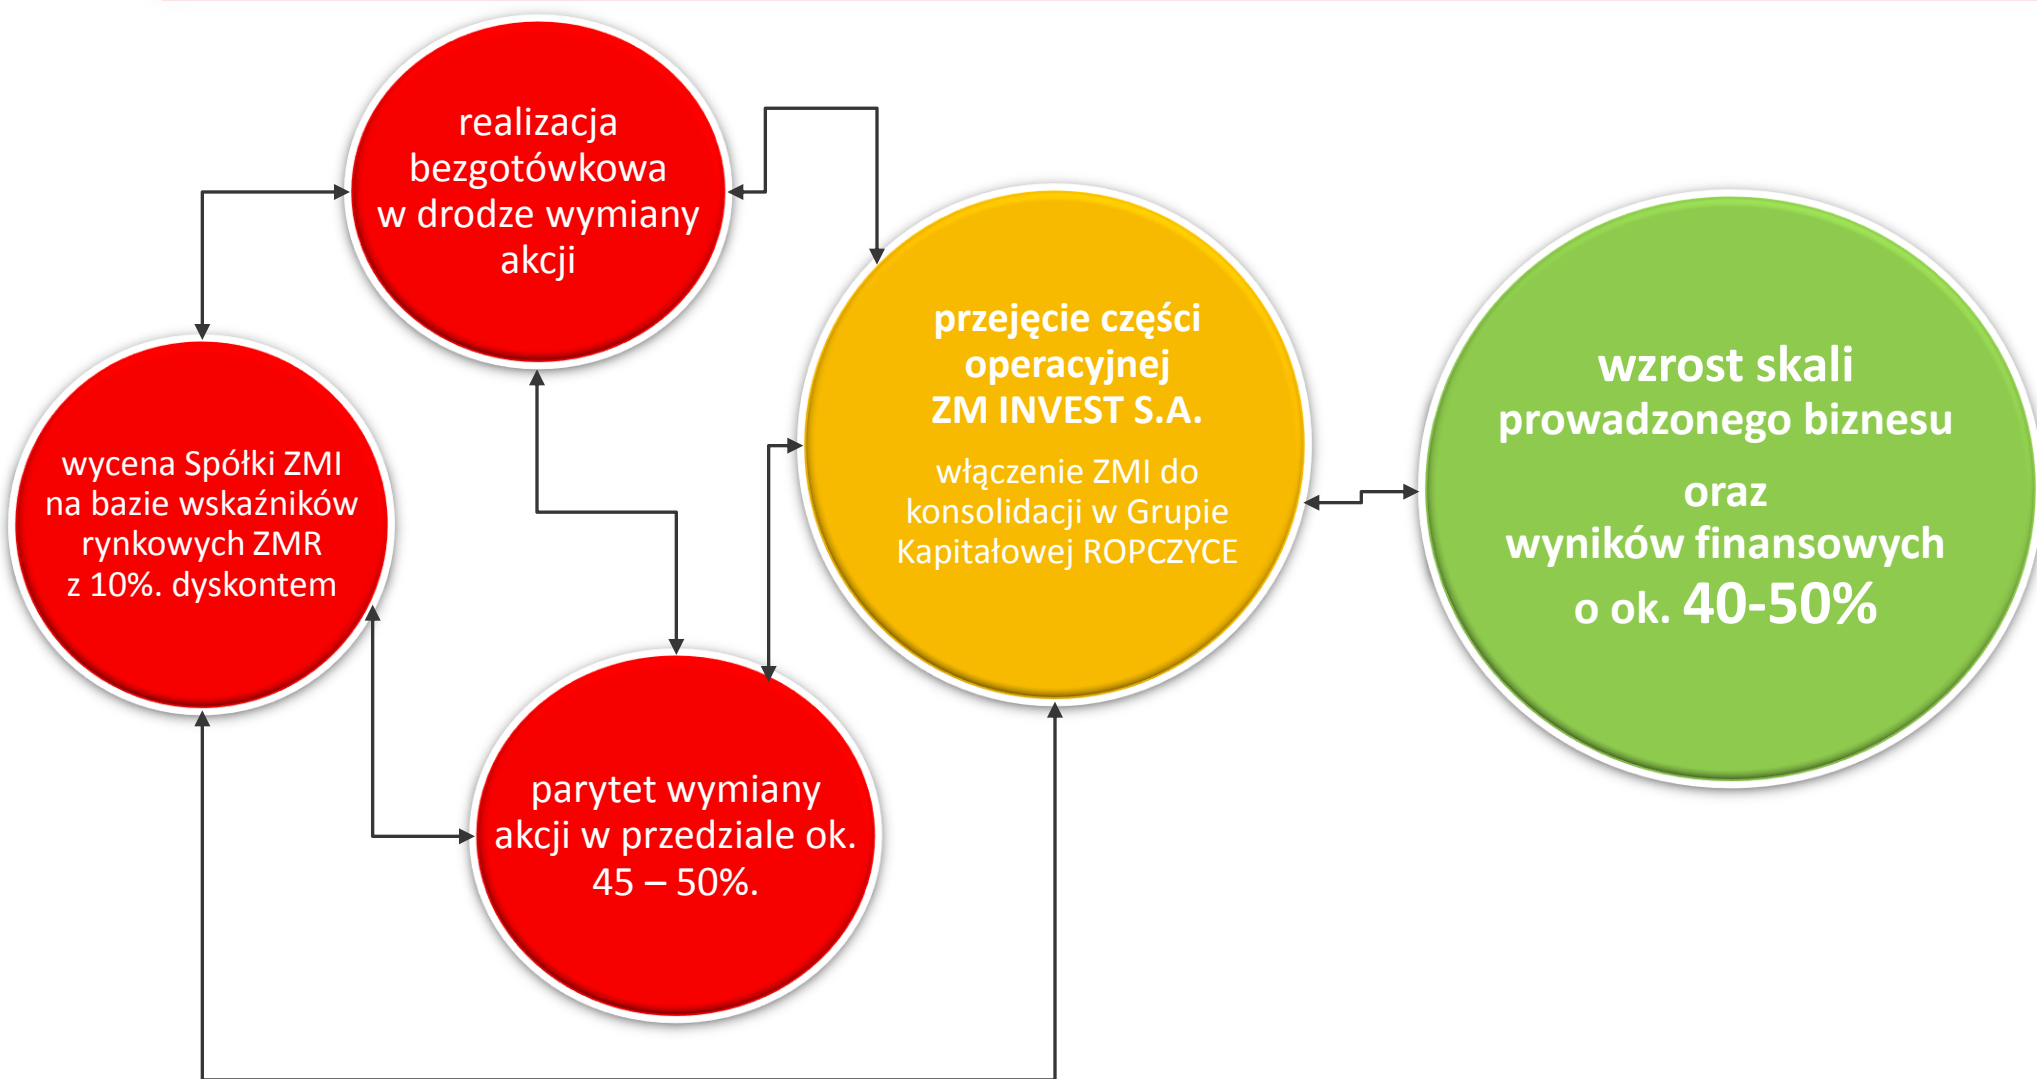 realizacja
bezgotówkowa
w drodze wymiany
akcji
wycena Spółki ZMI
na bazie wskaźników
rynkowych ZMR
z 10%. dyskontem
parytet wymiany
akcji w przedziale ok.
45 – 50%.
przejęcie części
operacyjnej
ZM INVEST S.A.
włączenie ZMI do
konsolidacji w Grupie
Kapitałowej ROPCZYCE
wzrost skali
prowadzonego biznesu
oraz
wyników finansowych
o ok. 40-50%